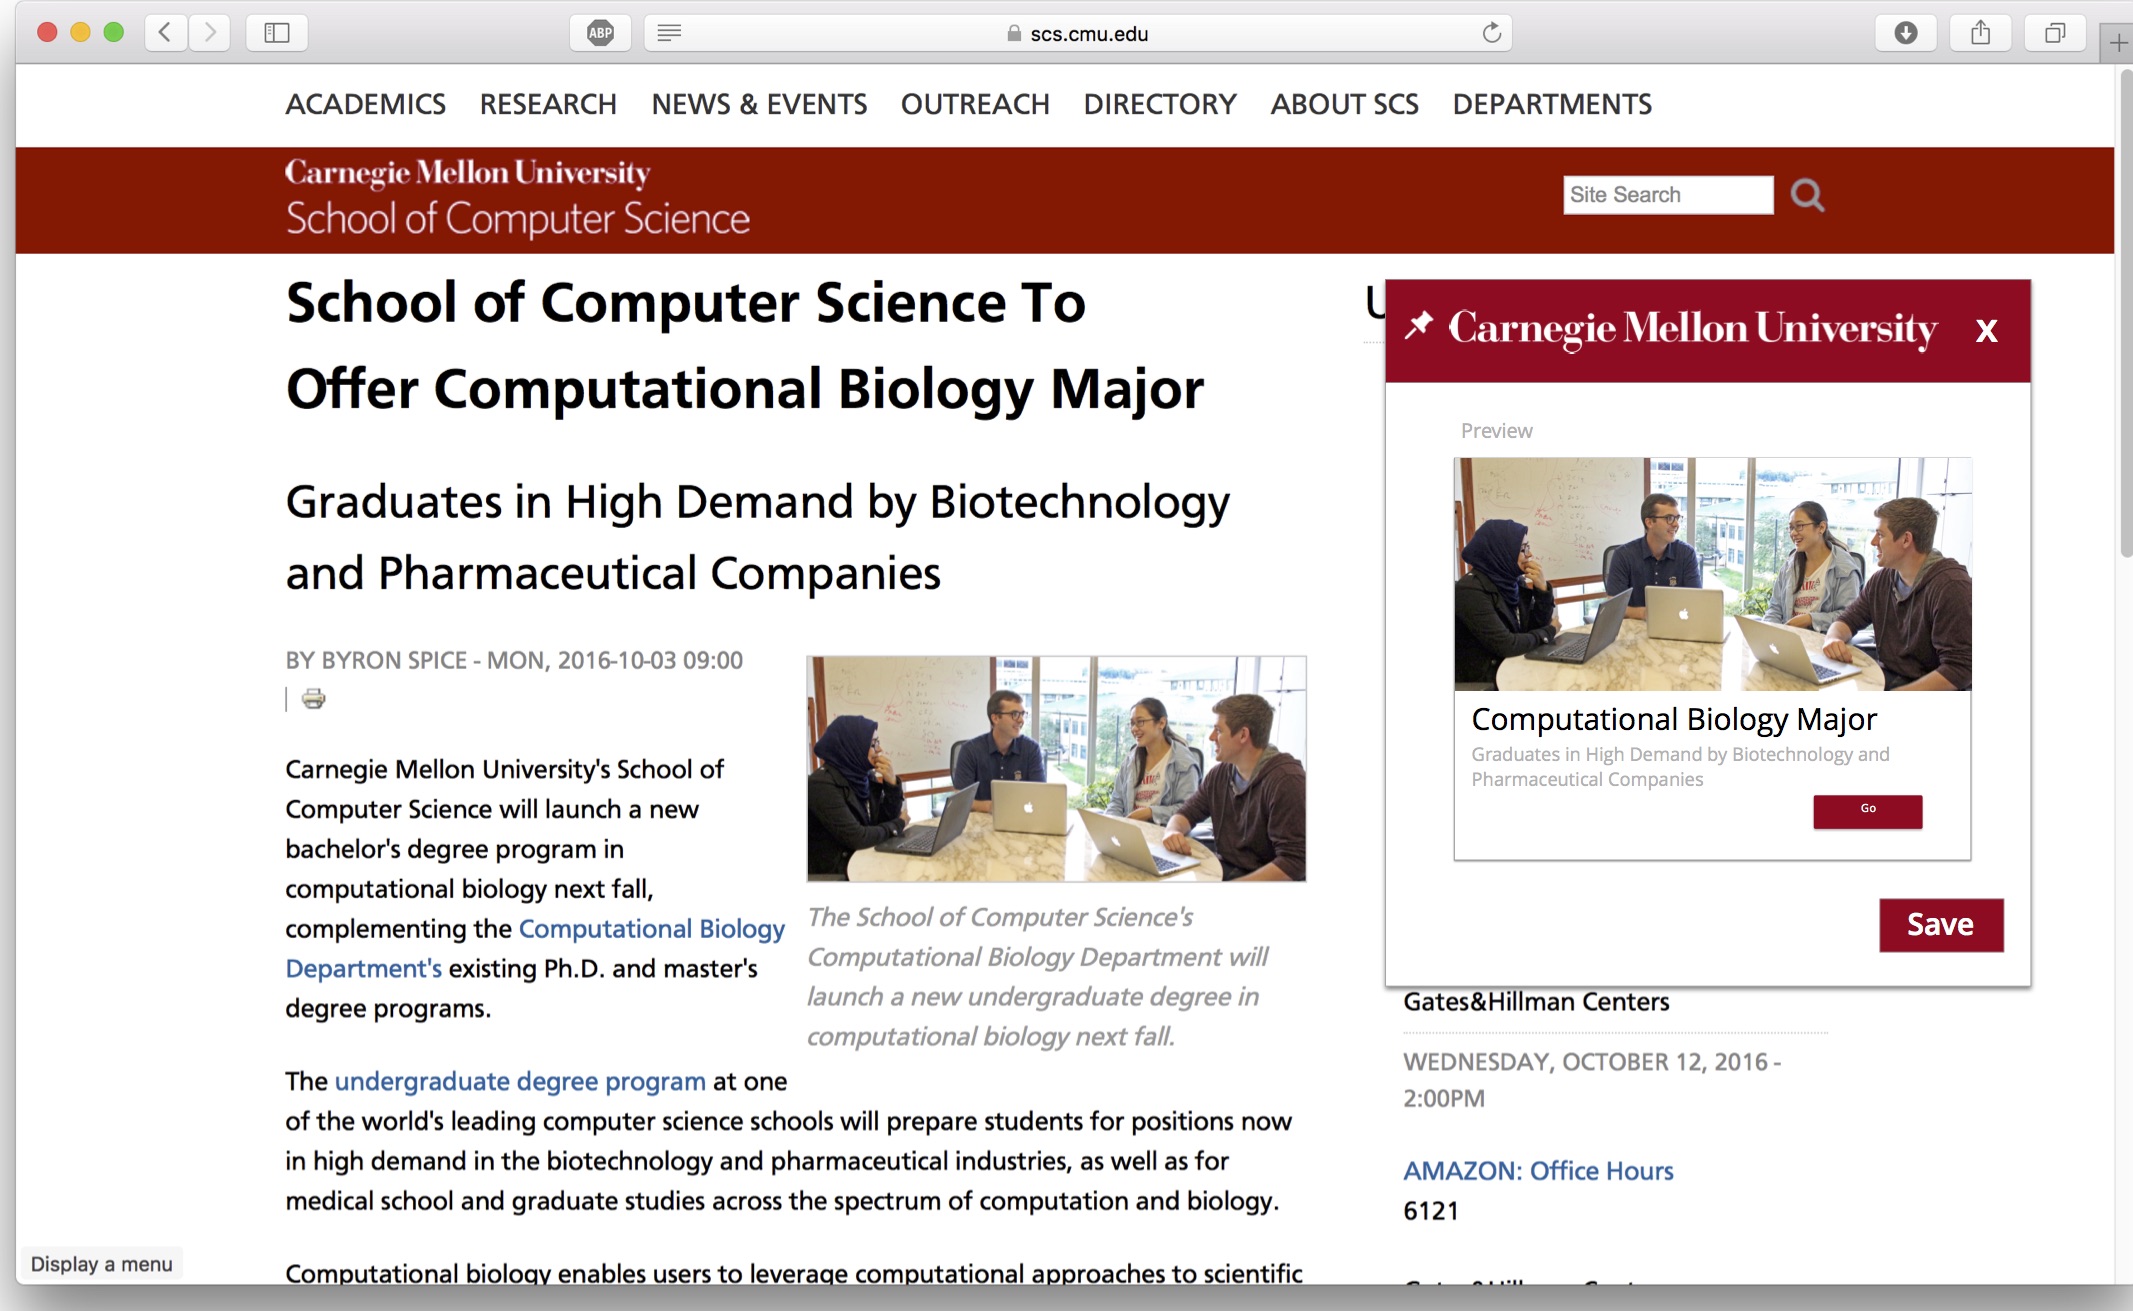 ABP
scs.cmu.edu
ACADEMICS RESEARCH NEWS & EVENTS OUTREACH DIRECTORY ABOUT SCS DEPARTMENTS
Carnegie Mellon University
School of Computer Science
Site Search
School of Computer Science To
Offer Computational Biology Major
Graduates in High Demand by Biotechnology
and Pharmaceutical Companies
BY BYRON SPICE - MON, 2016-10-03 09:00
Carnegie Mellon University's School of
Computer Science will launch a new
bachelor's degree program in
computational biology next fall,
complementing the Computational Biology
Department's existing Ph.D. and master's
degree programs.
The School of Computer Science's
Computational Biology Department will
launch a new undergraduate degree in
computational biology next fall.
The undergraduate degree program at one
of the world's leading computer science schools will prepare students for positions now
in high demand in the biotechnology and pharmaceutical industries, as well as for
medical school and graduate studies across the spectrum of computation and biology.
Computational biology enables users to leverage computational approaches to scientific
U
Carnegie Mellon University X
Preview
Computational Biology Major
Graduates in High Demand by Biotechnology and
Pharmaceutical Companies
Go
Save
Gates&Hillman Centers
WEDNESDAY, OCTOBER 12, 2016 -
2:00PM
AMAZON: Office Hours
6121
Display a menu